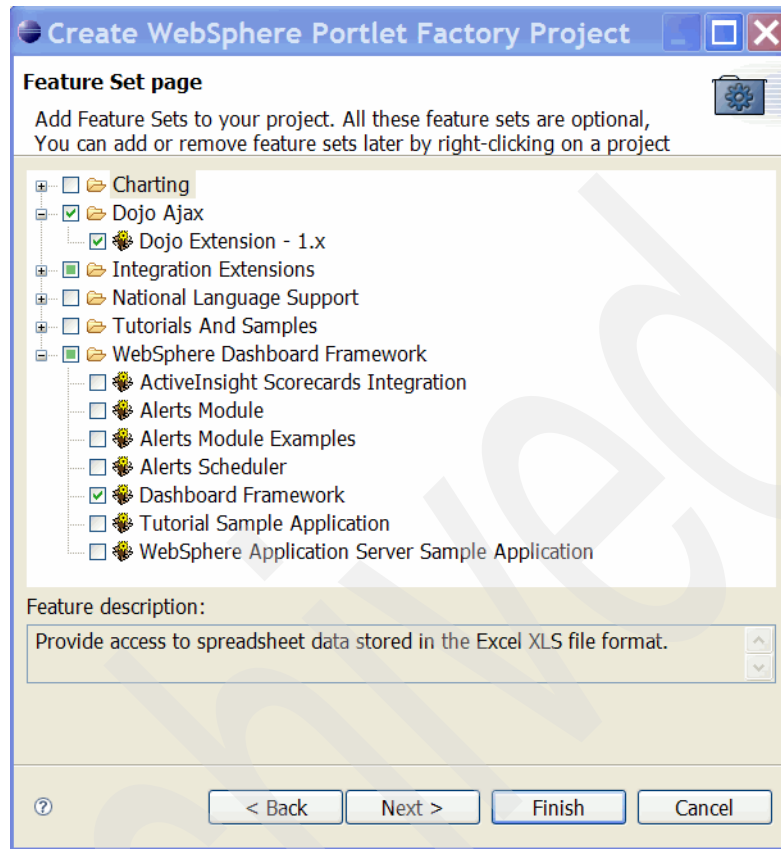 Create WebSphere Portlet Factory Project
Feature Set page
Add Feature Sets to your project. All these feature sets are optional,
You can add or remove feature sets later by right-clicking on a project
Charting
Dojo Ajax
Dojo Extension - 1.x
Integration Extensions
National Language Support
Tutorials And Samples
WebSphere Dashboard Framework
ActiveInsight Scorecards Integration
Alerts Module
Alerts Module Examples
Alerts Scheduler
Dashboard Framework
Tutorial Sample Application
WebSphere Application Server Sample Application
Feature description:
Provide access to spreadsheet data stored in the Excel XLS file format.
< Back Next > Finish Cancel